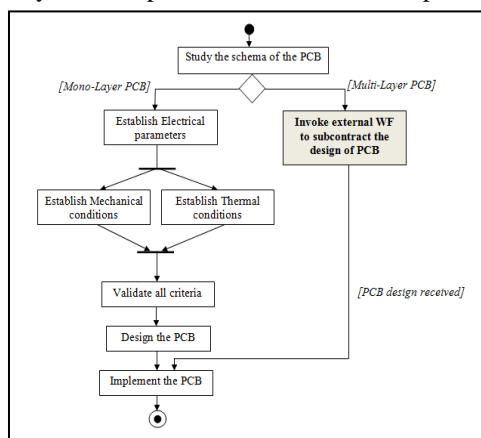 Study the schema of the PCB
[Mono-Layer PCB]
[Multi-Layer PCB]
Establish Electrical
parameters
Invoke external WF
to subcontract the
design of PCB
Establish Mechanical
conditions
Establish Thermal
conditions
Validate all criteria
[PCB design received]
Design the PCB
Implement the PCB